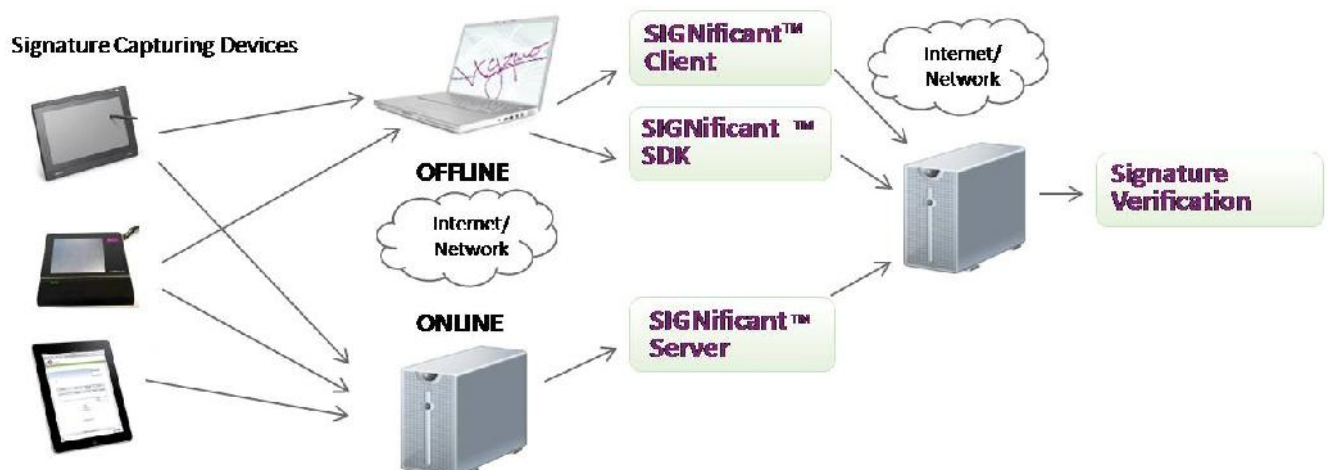 Signature Capturing Devices
SIGNificant™
Client
Internet/
Network
SIGNificant ™
SDK
OFFLINE
Signature
Verification
Internet/
Network
ONLINE
SIGNificant™
Server